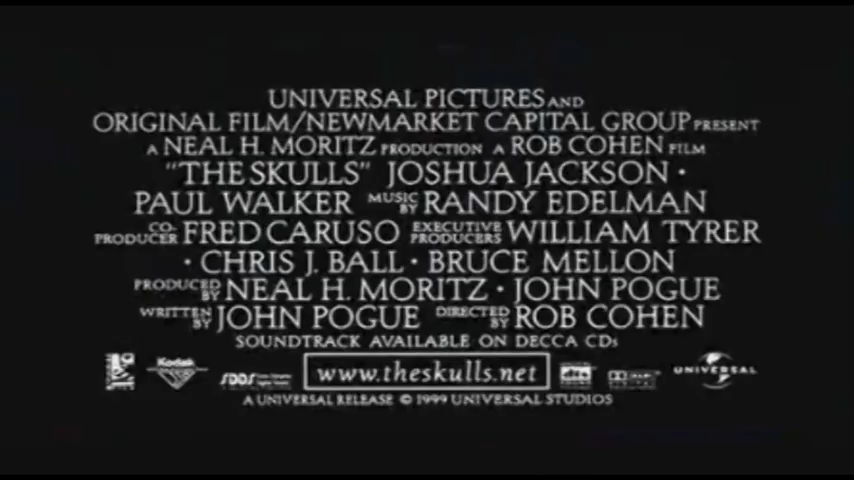 UNIVERSAL PICTURES AND
ORIGINAL FILM/NEWMARKET CAPITAL GROUP PRESENT
A NEAL H. MORITZ PRODUCTION A ROB COHEN FILM
"THE SKULLS" JOSHUA JACKSON •
PAUL WALKER MUSIC BY RANDY EDELMAN
CO-PRODUCER FRED CARUSO EXECUTIVE PRODUCERS WILLIAM TYRER
• CHRIS J. BALL • BRUCE MELLON
PRODUCED BY NEAL H. MORITZ • JOHN POGUE
WRITTEN BY JOHN POGUE DIRECTED BY ROB COHEN
SOUNDTRACK AVAILABLE ON DECCA CDs
Kodak SDDS www.theskulls.net dts UNIVERSAL
A UNIVERSAL RELEASE © 1999 UNIVERSAL STUDIOS